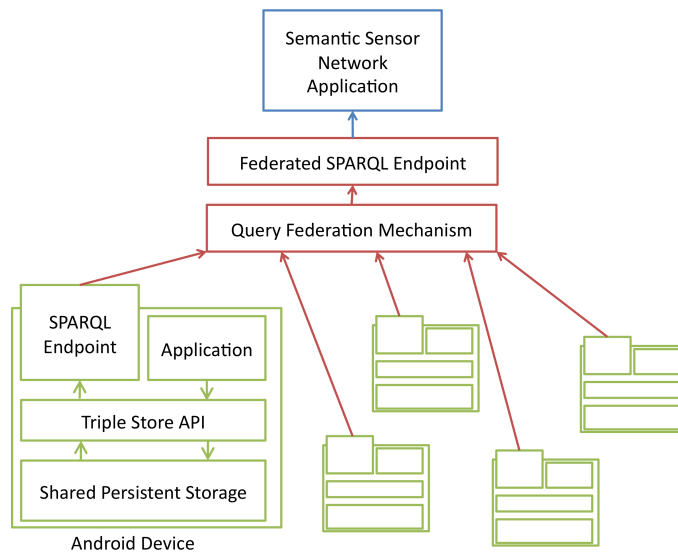 Semantic Sensor
Network
Application
Federated SPARQL Endpoint
Query Federation Mechanism
SPARQL
Endpoint
Application
Triple Store API
Shared Persistent Storage
Android Device